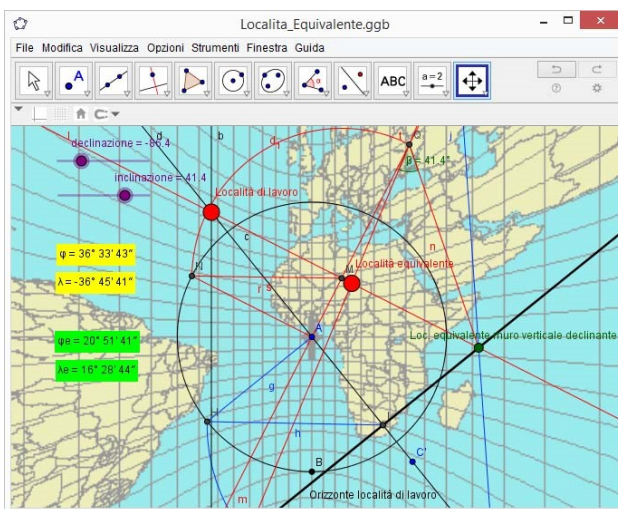 Localita_Equivalente.ggb
File Modifica Visualizza Opzioni Strumenti Finestra Guida
A
ABC
a=2
l
d
b
d₁
j
declinazione = -86.4
β = 41.4°
inclinazione = 41.4
Località di lavoro
c
n
φ = 36° 33' 43"
λ = -36° 45' 41"
N
M
Località equivalente
r
s
A
Loc. equivalente muro verticale declinante
φe = 20° 51' 41"
λe = 16° 28' 44"
g
h
C'
B
m
Orizzonte località di lavoro